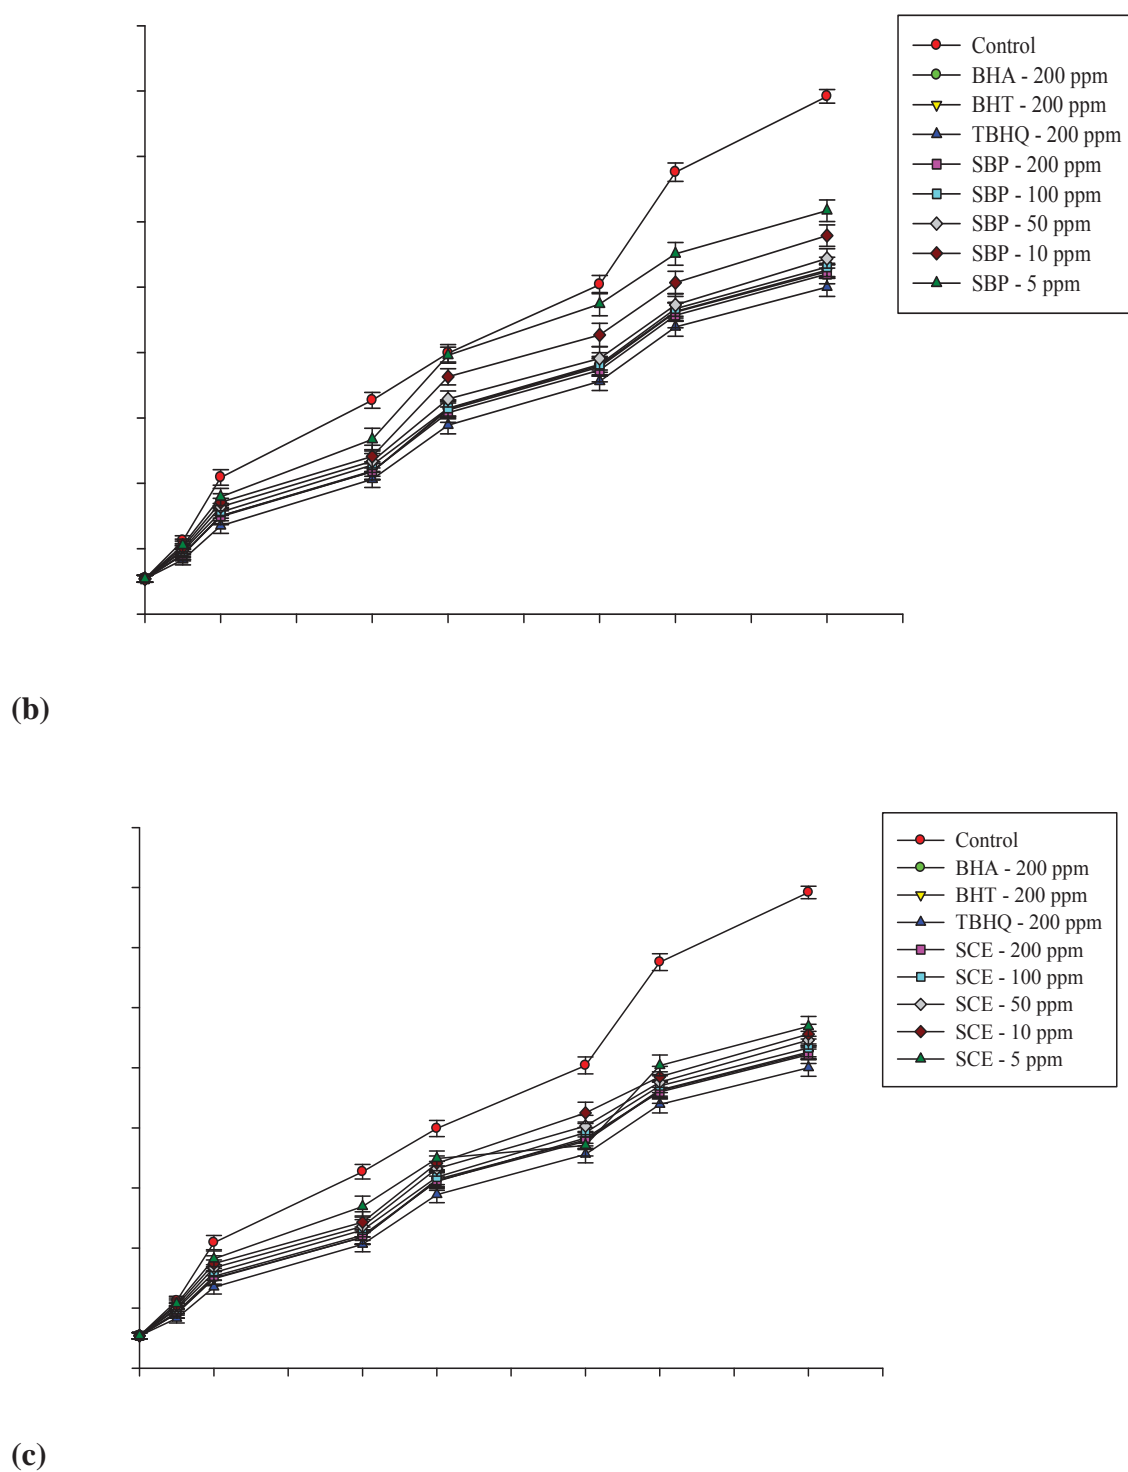 Control
BHA - 200 ppm
BHT - 200 ppm
TBHQ - 200 ppm
SBP - 200 ppm
SBP - 100 ppm
SBP - 50 ppm
SBP - 10 ppm
SBP - 5 ppm
(b)
Control
BHA - 200 ppm
BHT - 200 ppm
TBHQ - 200 ppm
SCE - 200 ppm
SCE - 100 ppm
SCE - 50 ppm
SCE - 10 ppm
SCE - 5 ppm
(c)